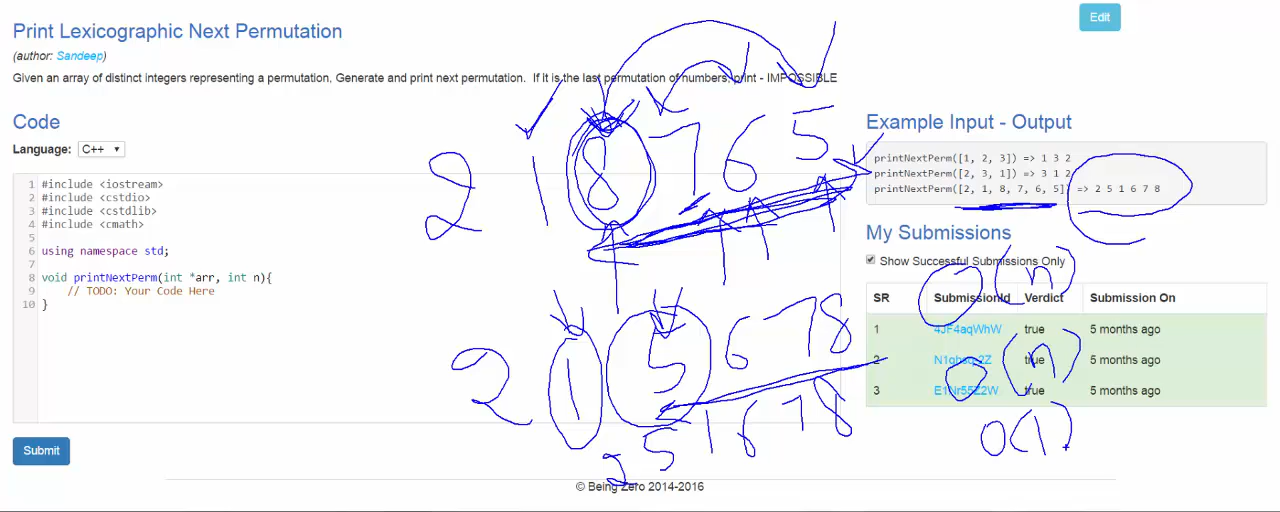 Print Lexicographic Next Permutation
Edit
(author: Sandeep)
Given an array of distinct integers representing a permutation, Generate and print next permutation. If it is the last permutation of numbers, print - IMPOSSIBLE
Code
Language: C++
1 #include <iostream>
2 #include <cstdio>
3 #include <cstdlib>
4 #include <cmath>
5
6 using namespace std;
7
8 void printNextPerm(int *arr, int n){
9 // TODO: Your Code Here
10 }
Submit
2 1 8 7 6 5
2 1 5 6 7 8
2 5 1 6 7 8
Example Input - Output
printNextPerm([1, 2, 3]) => 1 3 2
printNextPerm([2, 3, 1]) => 3 1 2
printNextPerm([2, 1, 8, 7, 6, 5]) => 2 5 1 6 7 8
My Submissions
Show Successful Submissions Only
O(n)
SR SubmissionId Verdict Submission On
1 4JF4aqWhW true 5 months ago
2 true 5 months ago
3 E1Nr55Z2W true 5 months ago
O(n)
O(1)
© Being Zero 2014-2016